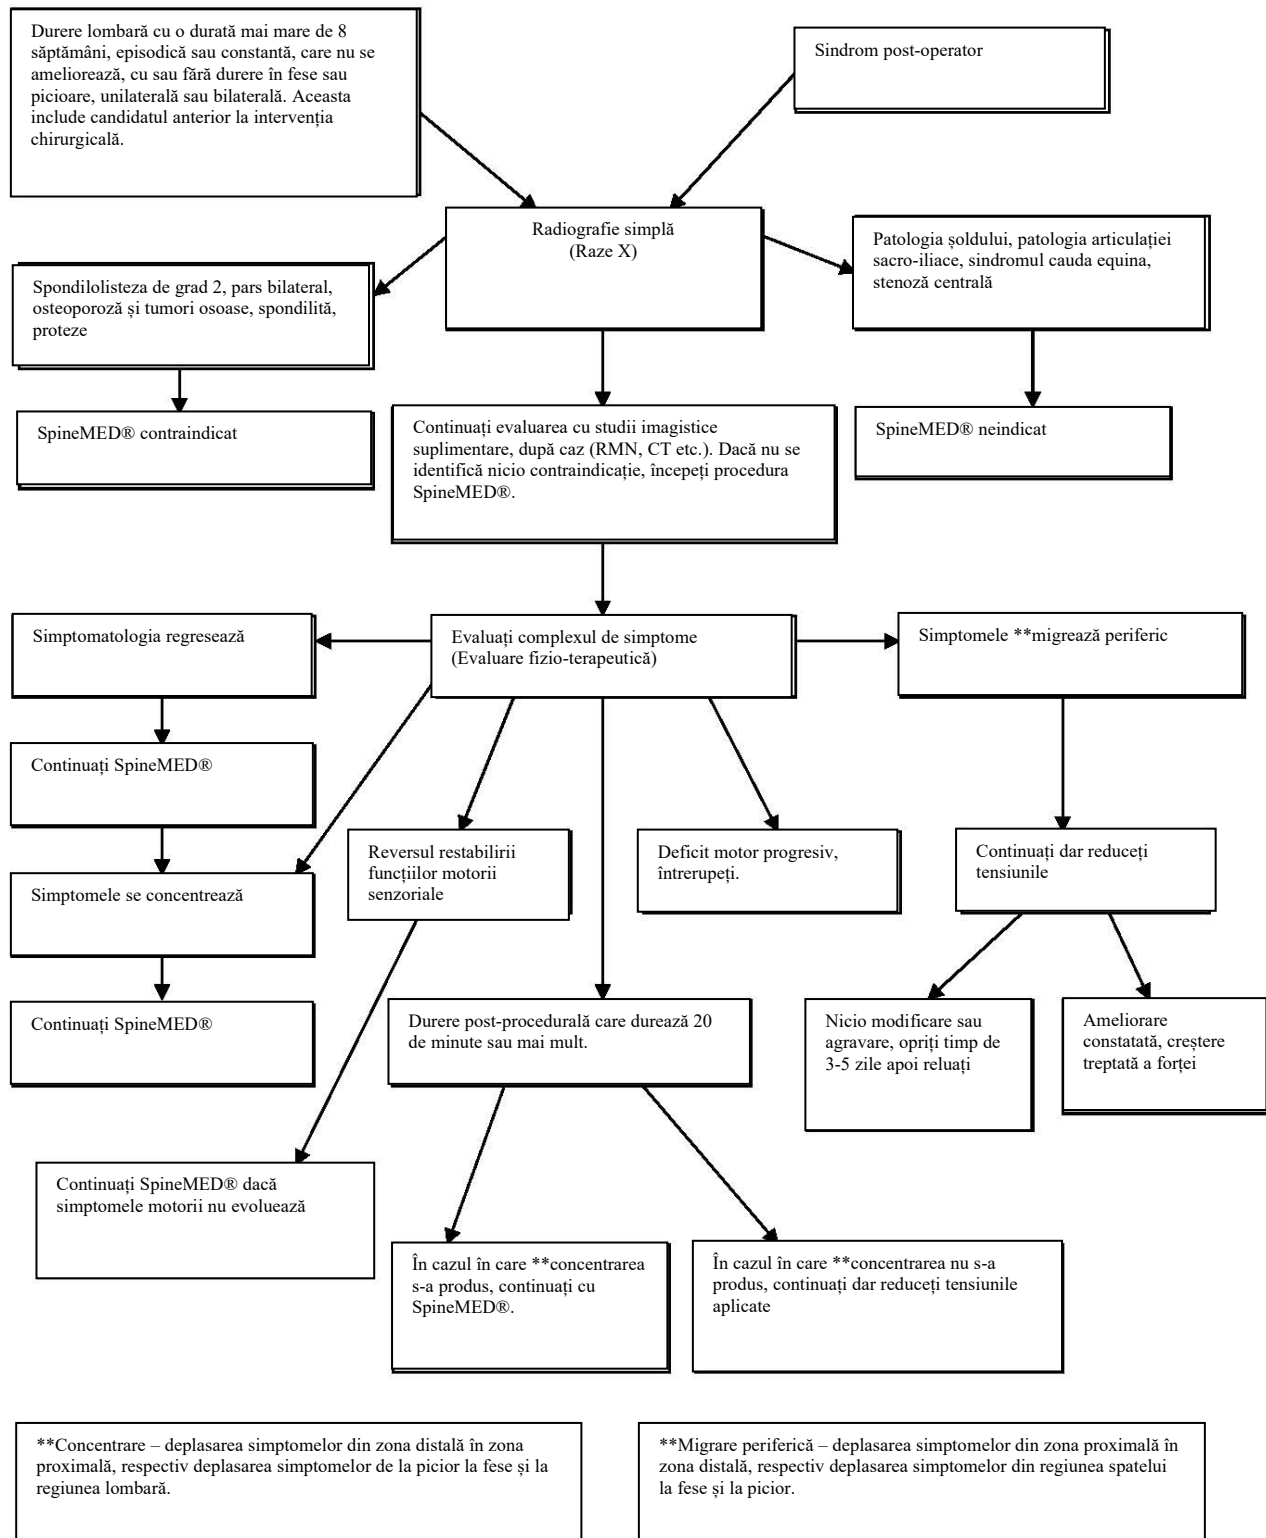 Durere lombară cu o durată mai mare de 8
săptămâni, episodică sau constantă, care nu se
ameliorează, cu sau fără durere în fese sau
picioare, unilaterală sau bilaterală. Aceasta
include candidatul anterior la intervenția
chirurgicală.
Sindrom post-operator
Radiografie simplă
(Raze X)
Spondilolisteza de grad 2, pars bilateral,
osteoporoză și tumori osoase, spondilită,
proteze
Patologia șoldului, patologia articulației
sacro-iliace, sindromul cauda equina,
stenoză centrală
SpineMED® contraindicat
Continuați evaluarea cu studii imagistice
suplimentare, după caz (RMN, CT etc.). Dacă nu se
identifică nicio contraindicație, începeți procedura
SpineMED®.
SpineMED® neindicat
Simptomatologia regresează
Evaluați complexul de simptome
(Evaluare fizio-terapeutică)
Simptomele **migrează periferic
Continuați SpineMED®
Simptomele se concentrează
Continuați SpineMED®
Reversul restabilirii
funcțiilor motorii
senzoriale
Deficit motor progresiv,
întrerupeți.
Continuați dar reduceți
tensiunile
Durere post-procedurală care durează 20
de minute sau mai mult.
Nicio modificare sau
agravare, opriți timp de
3-5 zile apoi reluați
Ameliorare
constatată, creștere
treptată a forței
Continuați SpineMED® dacă
simptomele motorii nu evoluează
În cazul în care **concentrarea
s-a produs, continuați cu
SpineMED®.
În cazul în care **concentrarea nu s-a
produs, continuați dar reduceți tensiunile
aplicate
**Concentrare – deplasarea simptomelor din zona distală în zona
proximală, respectiv deplasarea simptomelor de la picior la fese și la
regiunea lombară.
**Migrare periferică – deplasarea simptomelor din zona proximală în
zona distală, respectiv deplasarea simptomelor din regiunea spatelui
la fese și la picior.